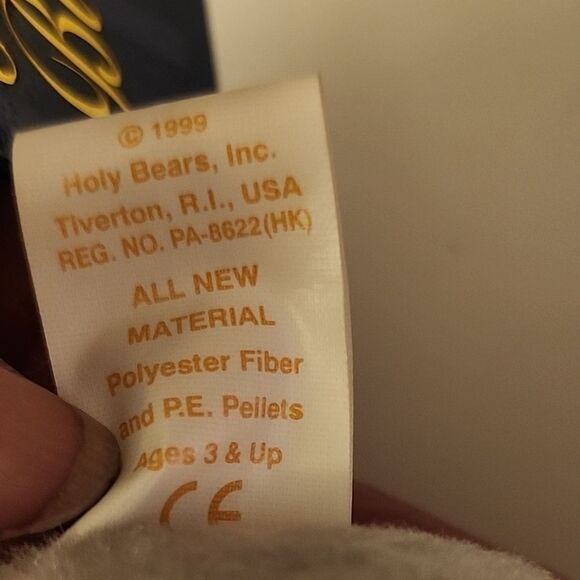 © 1999
Holy Bears, Inc.
Tiverton, R.I., USA
REG. NO. PA-8622(HK)
ALL NEW
MATERIAL
Polyester Fiber
and P.E. Pellets
Ages 3 & Up
CE